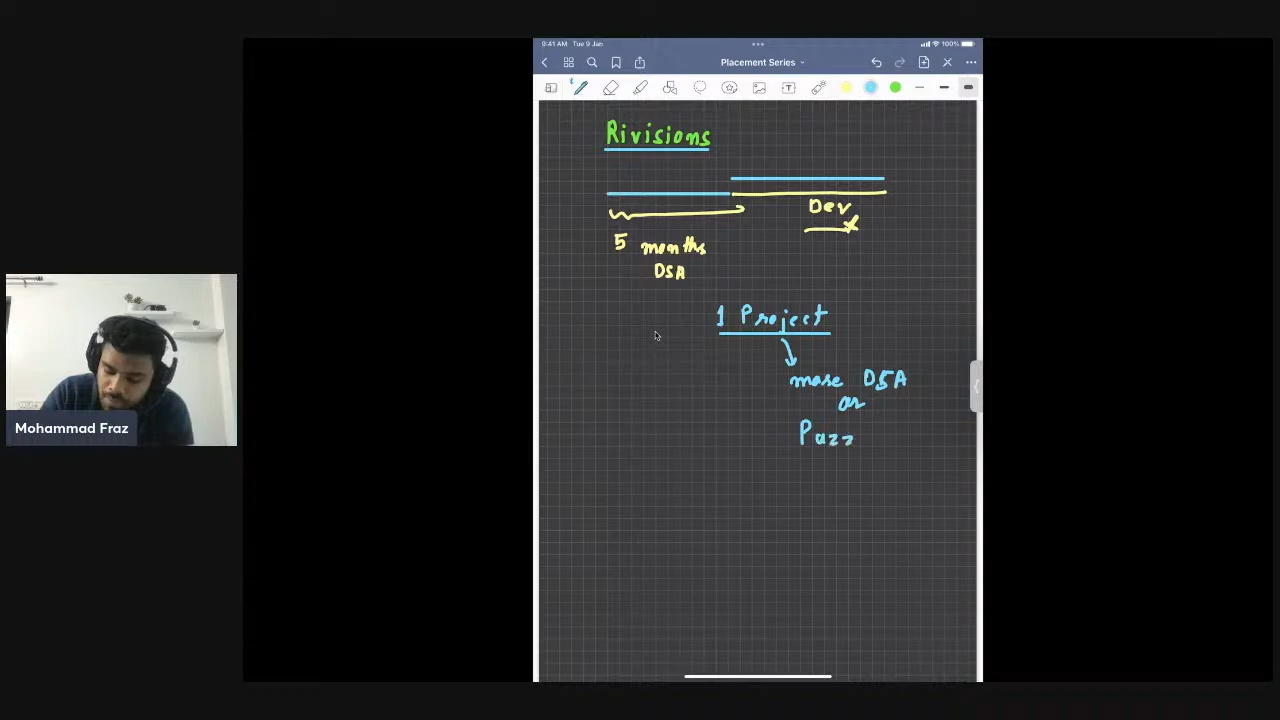 9:41 AM Tue 9 Jan
100%
Placement Series
T
Rivisions
Dev
5 months
DSA
1 Project
more DSA
or
Puzz
Mohammad Fraz